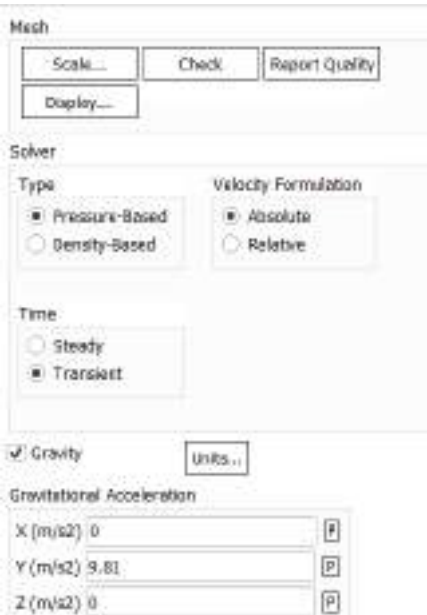 Mesh
Scale... Check Report Quality
Display...
Solver
Type Velocity Formulation
Pressure-Based Absolute
Density-Based Relative
Time
Steady
Transient
Gravity Units...
Gravitational Acceleration
X (m/s2) 0 P
Y (m/s2) 9.81 P
Z (m/s2) 0 P